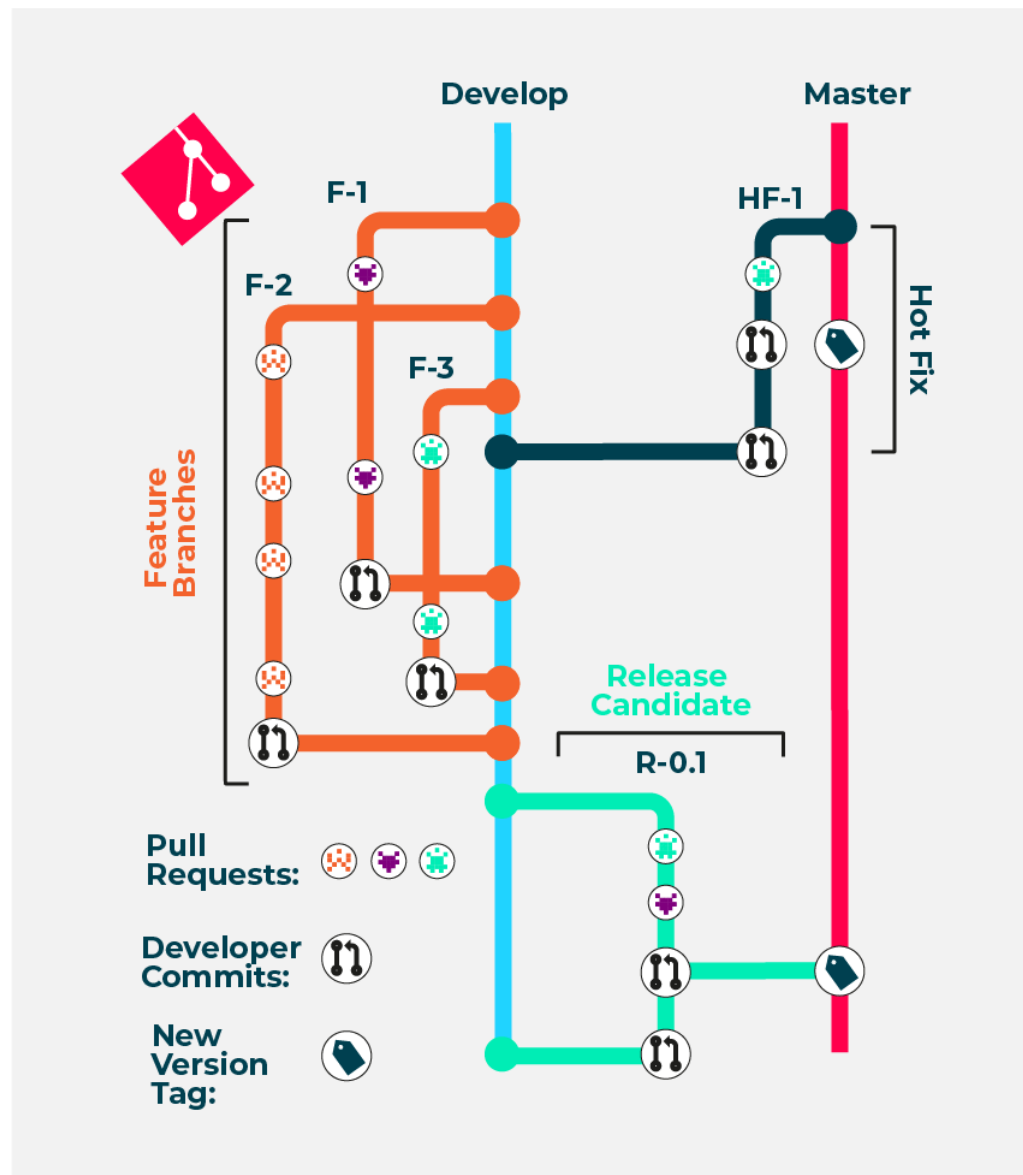 Develop
Master
F-1
HF-1
F-2
F-3
Hot Fix
Feature
Branches
Release
Candidate
R-0.1
Pull
Requests:
Developer
Commits:
New
Version
Tag: